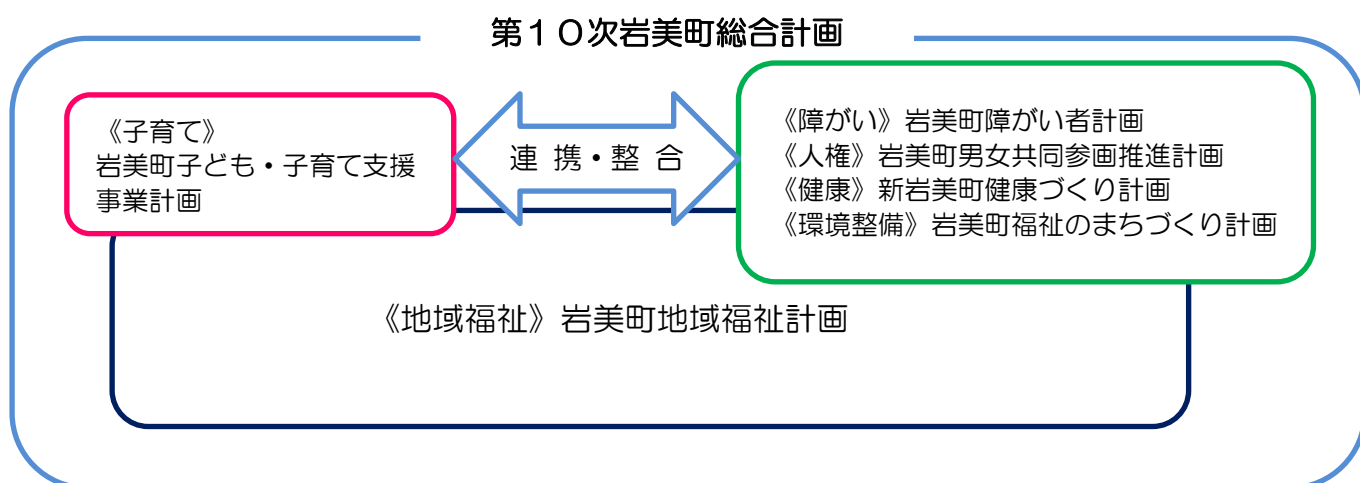 第１０次岩美町総合計画
《子育て》
岩美町子ども・子育て支援
事業計画
連 携・整 合
《障がい》岩美町障がい者計画
《人権》岩美町男女共同参画推進計画
《健康》新岩美町健康づくり計画
《環境整備》岩美町福祉のまちづくり計画
《地域福祉》岩美町地域福祉計画